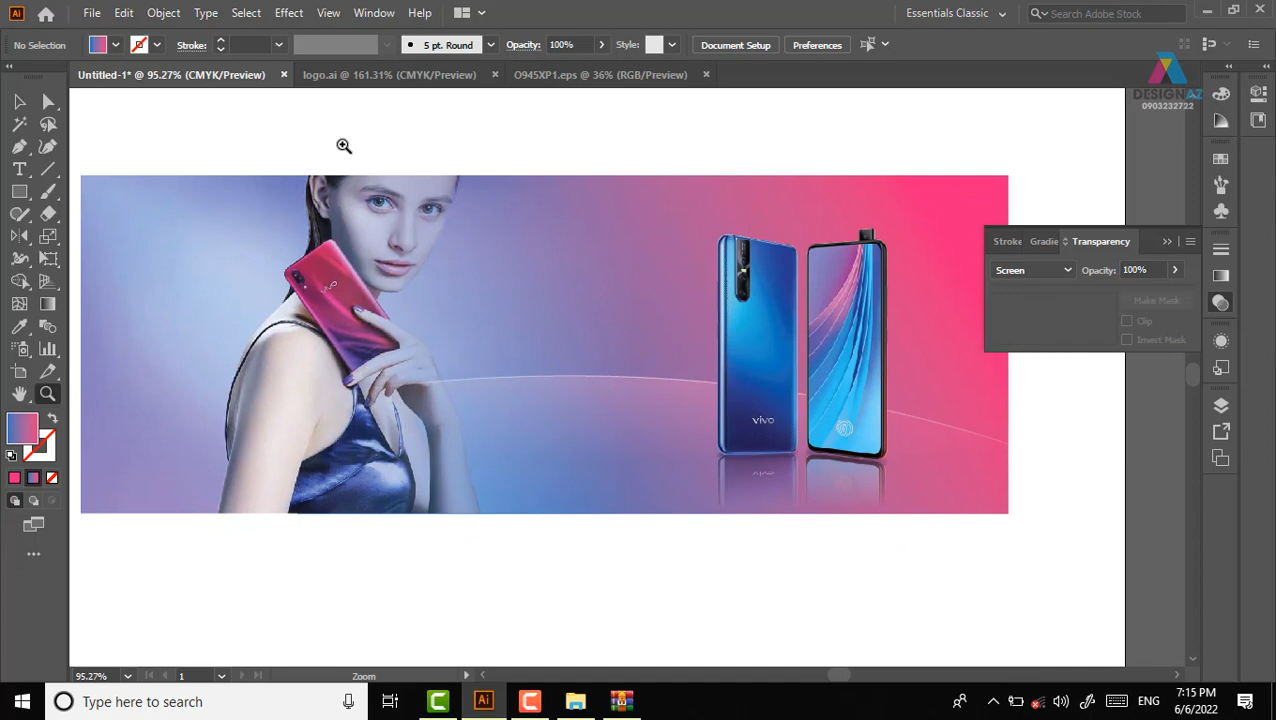 File Edit Object Type Select Effect View Window Help
Essentials Classic
Search Adobe Stock
No Selection
Stroke:
5 pt. Round
Opacity: 100%
Style:
Document Setup
Preferences
Untitled-1* @ 95.27% (CMYK/Preview)
logo.ai @ 161.31% (CMYK/Preview)
O945XP1.eps @ 36% (RGB/Preview)
DESIGNAZ
0903232722
Stroke Gradie Transparency
Screen
Opacity: 100%
Make Mask
Clip
Invert Mask
vivo
95.27%
1
Zoom
Type here to search
ENG
7:15 PM
6/6/2022